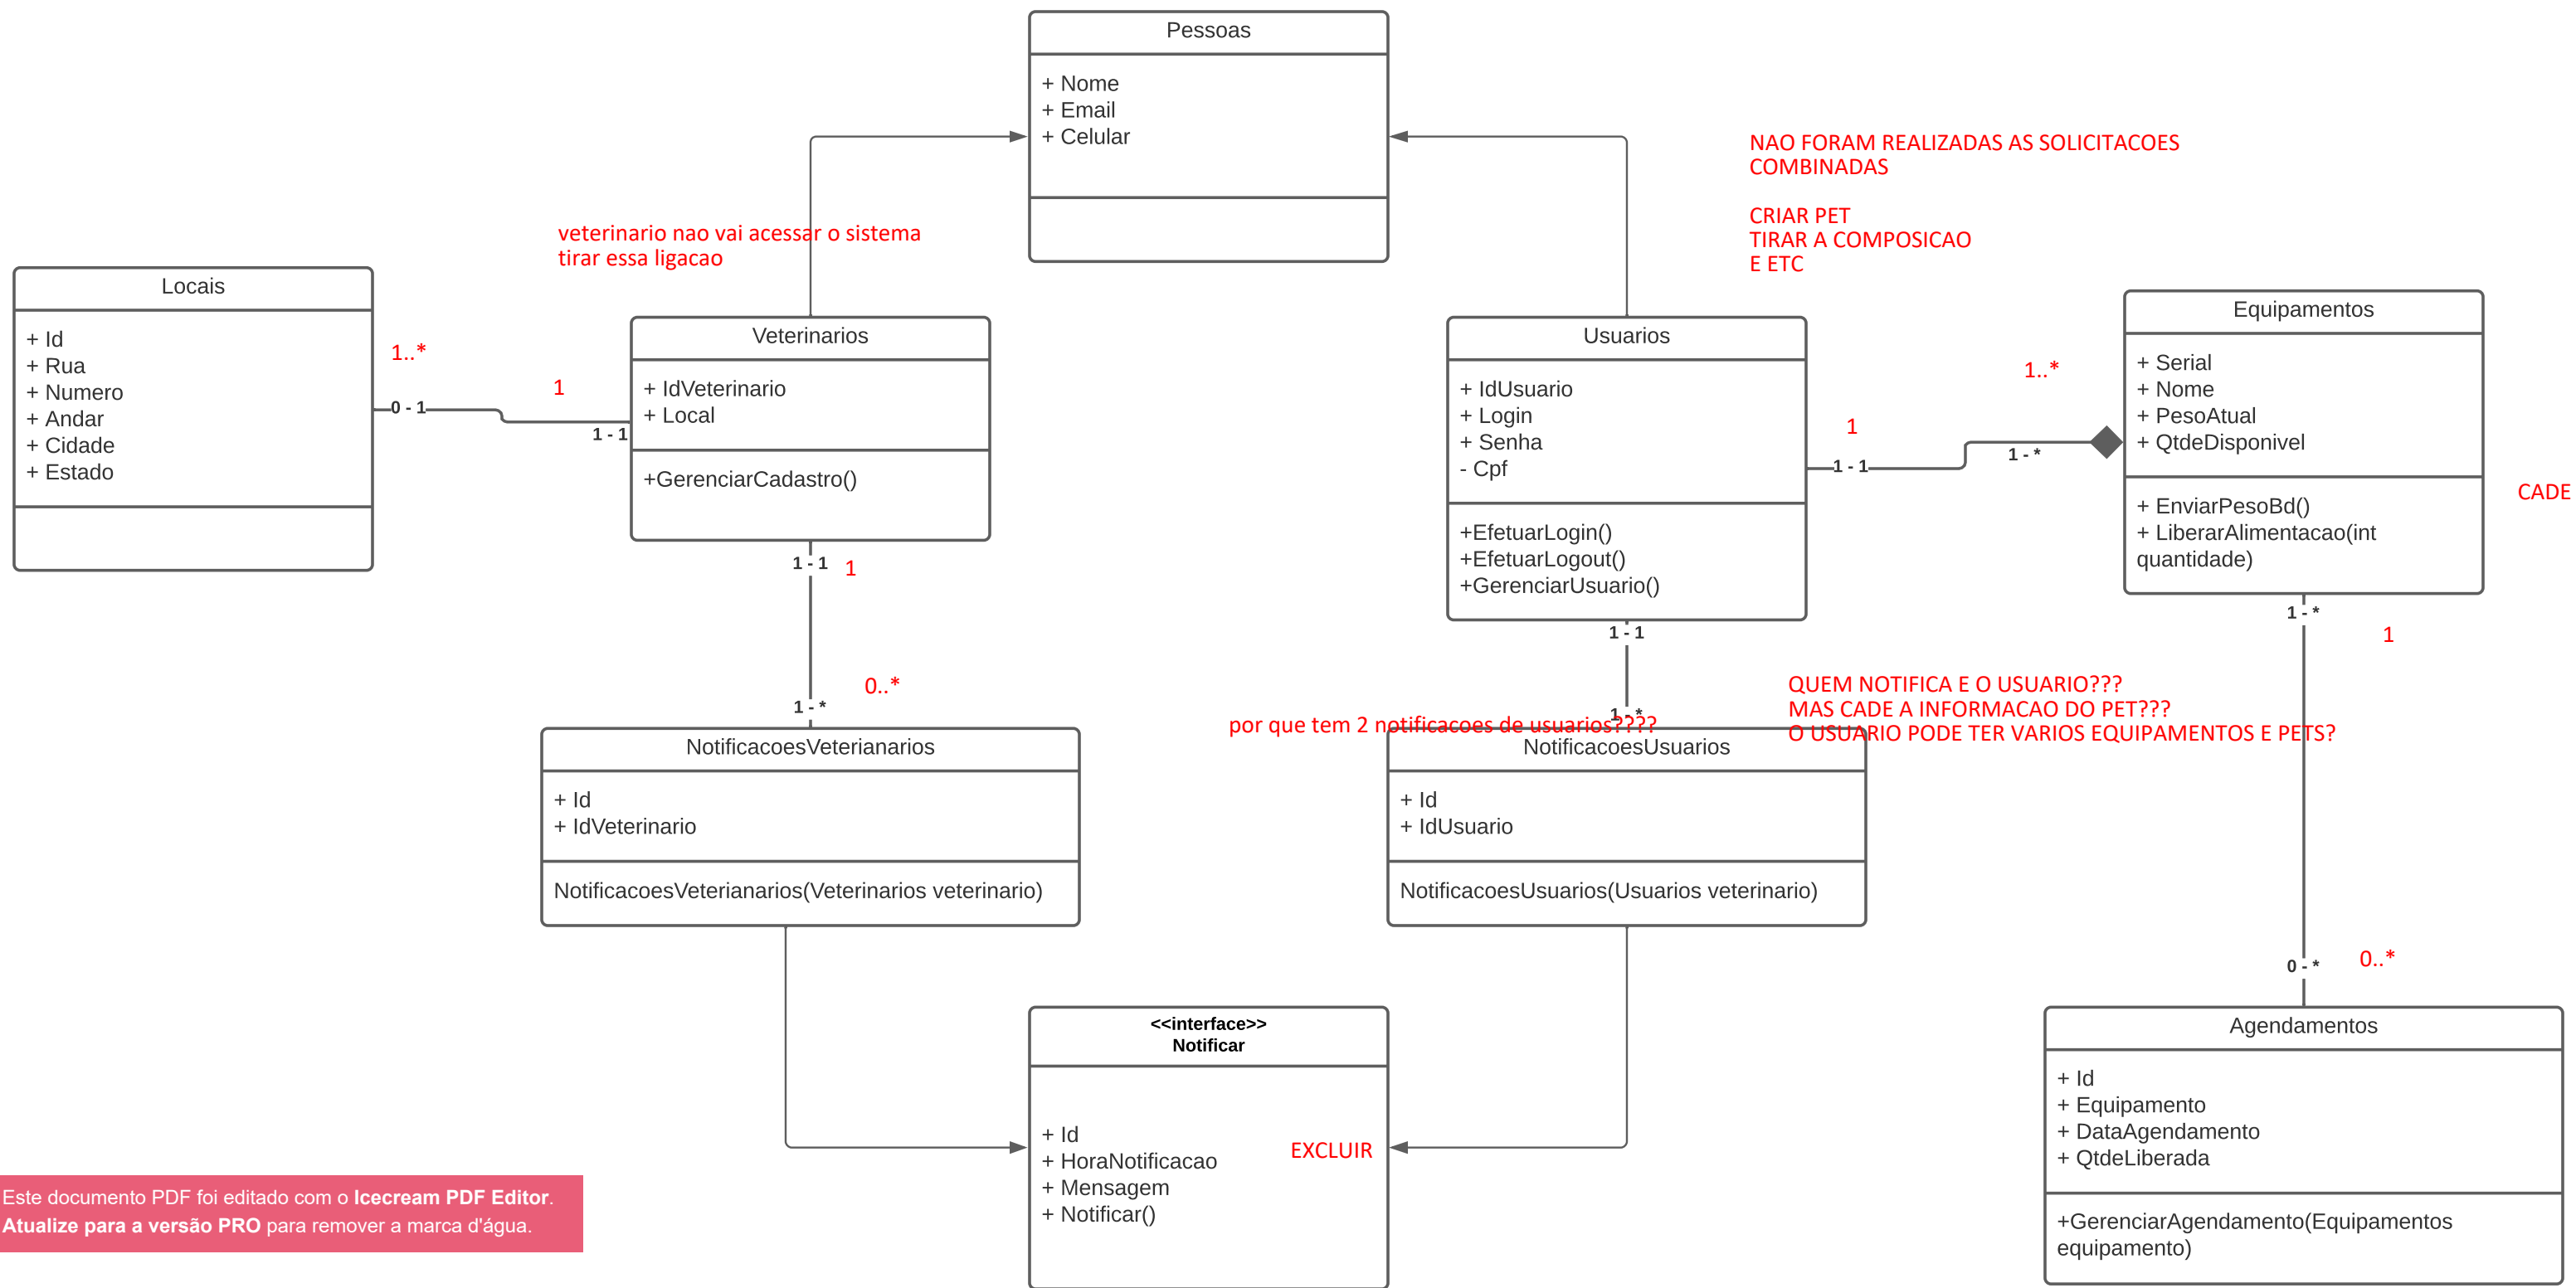 Pessoas
+ Nome
+ Email
+ Celular
NAO FORAM REALIZADAS AS SOLICITACOES
COMBINADAS
CRIAR PET
TIRAR A COMPOSICAO
E ETC
veterinario nao vai acessar o sistema
tirar essa ligacao
Locais
+ Id
+ Rua
+ Numero
+ Andar
+ Cidade
+ Estado
1..*
0 - 1
1
1 - 1
Veterinarios
+ IdVeterinario
+ Local
+GerenciarCadastro()
1 - 1
1
0..*
1 - *
Usuarios
+ IdUsuario
+ Login
+ Senha
- Cpf
+EfetuarLogin()
+EfetuarLogout()
+GerenciarUsuario()
1
1 - 1
1..*
1 - *
Equipamentos
+ Serial
+ Nome
+ PesoAtual
+ QtdeDisponivel
+ EnviarPesoBd()
+ LiberarAlimentacao(int
quantidade)
CADE
1 - *
1
1 - 1
1 - *
QUEM NOTIFICA E O USUARIO???
MAS CADE A INFORMACAO DO PET???
O USUARIO PODE TER VARIOS EQUIPAMENTOS E PETS?
por que tem 2 notificacoes de usuarios????
NotificacoesVeterianarios
+ Id
+ IdVeterinario
NotificacoesVeterianarios(Veterinarios veterinario)
NotificacoesUsuarios
+ Id
+ IdUsuario
NotificacoesUsuarios(Usuarios veterinario)
0 - *
0..*
<<interface>>
Notificar
+ Id
+ HoraNotificacao
+ Mensagem
+ Notificar()
EXCLUIR
Agendamentos
+ Id
+ Equipamento
+ DataAgendamento
+ QtdeLiberada
+GerenciarAgendamento(Equipamentos
equipamento)
Este documento PDF foi editado com o Icecream PDF Editor.
Atualize para a versão PRO para remover a marca d'água.